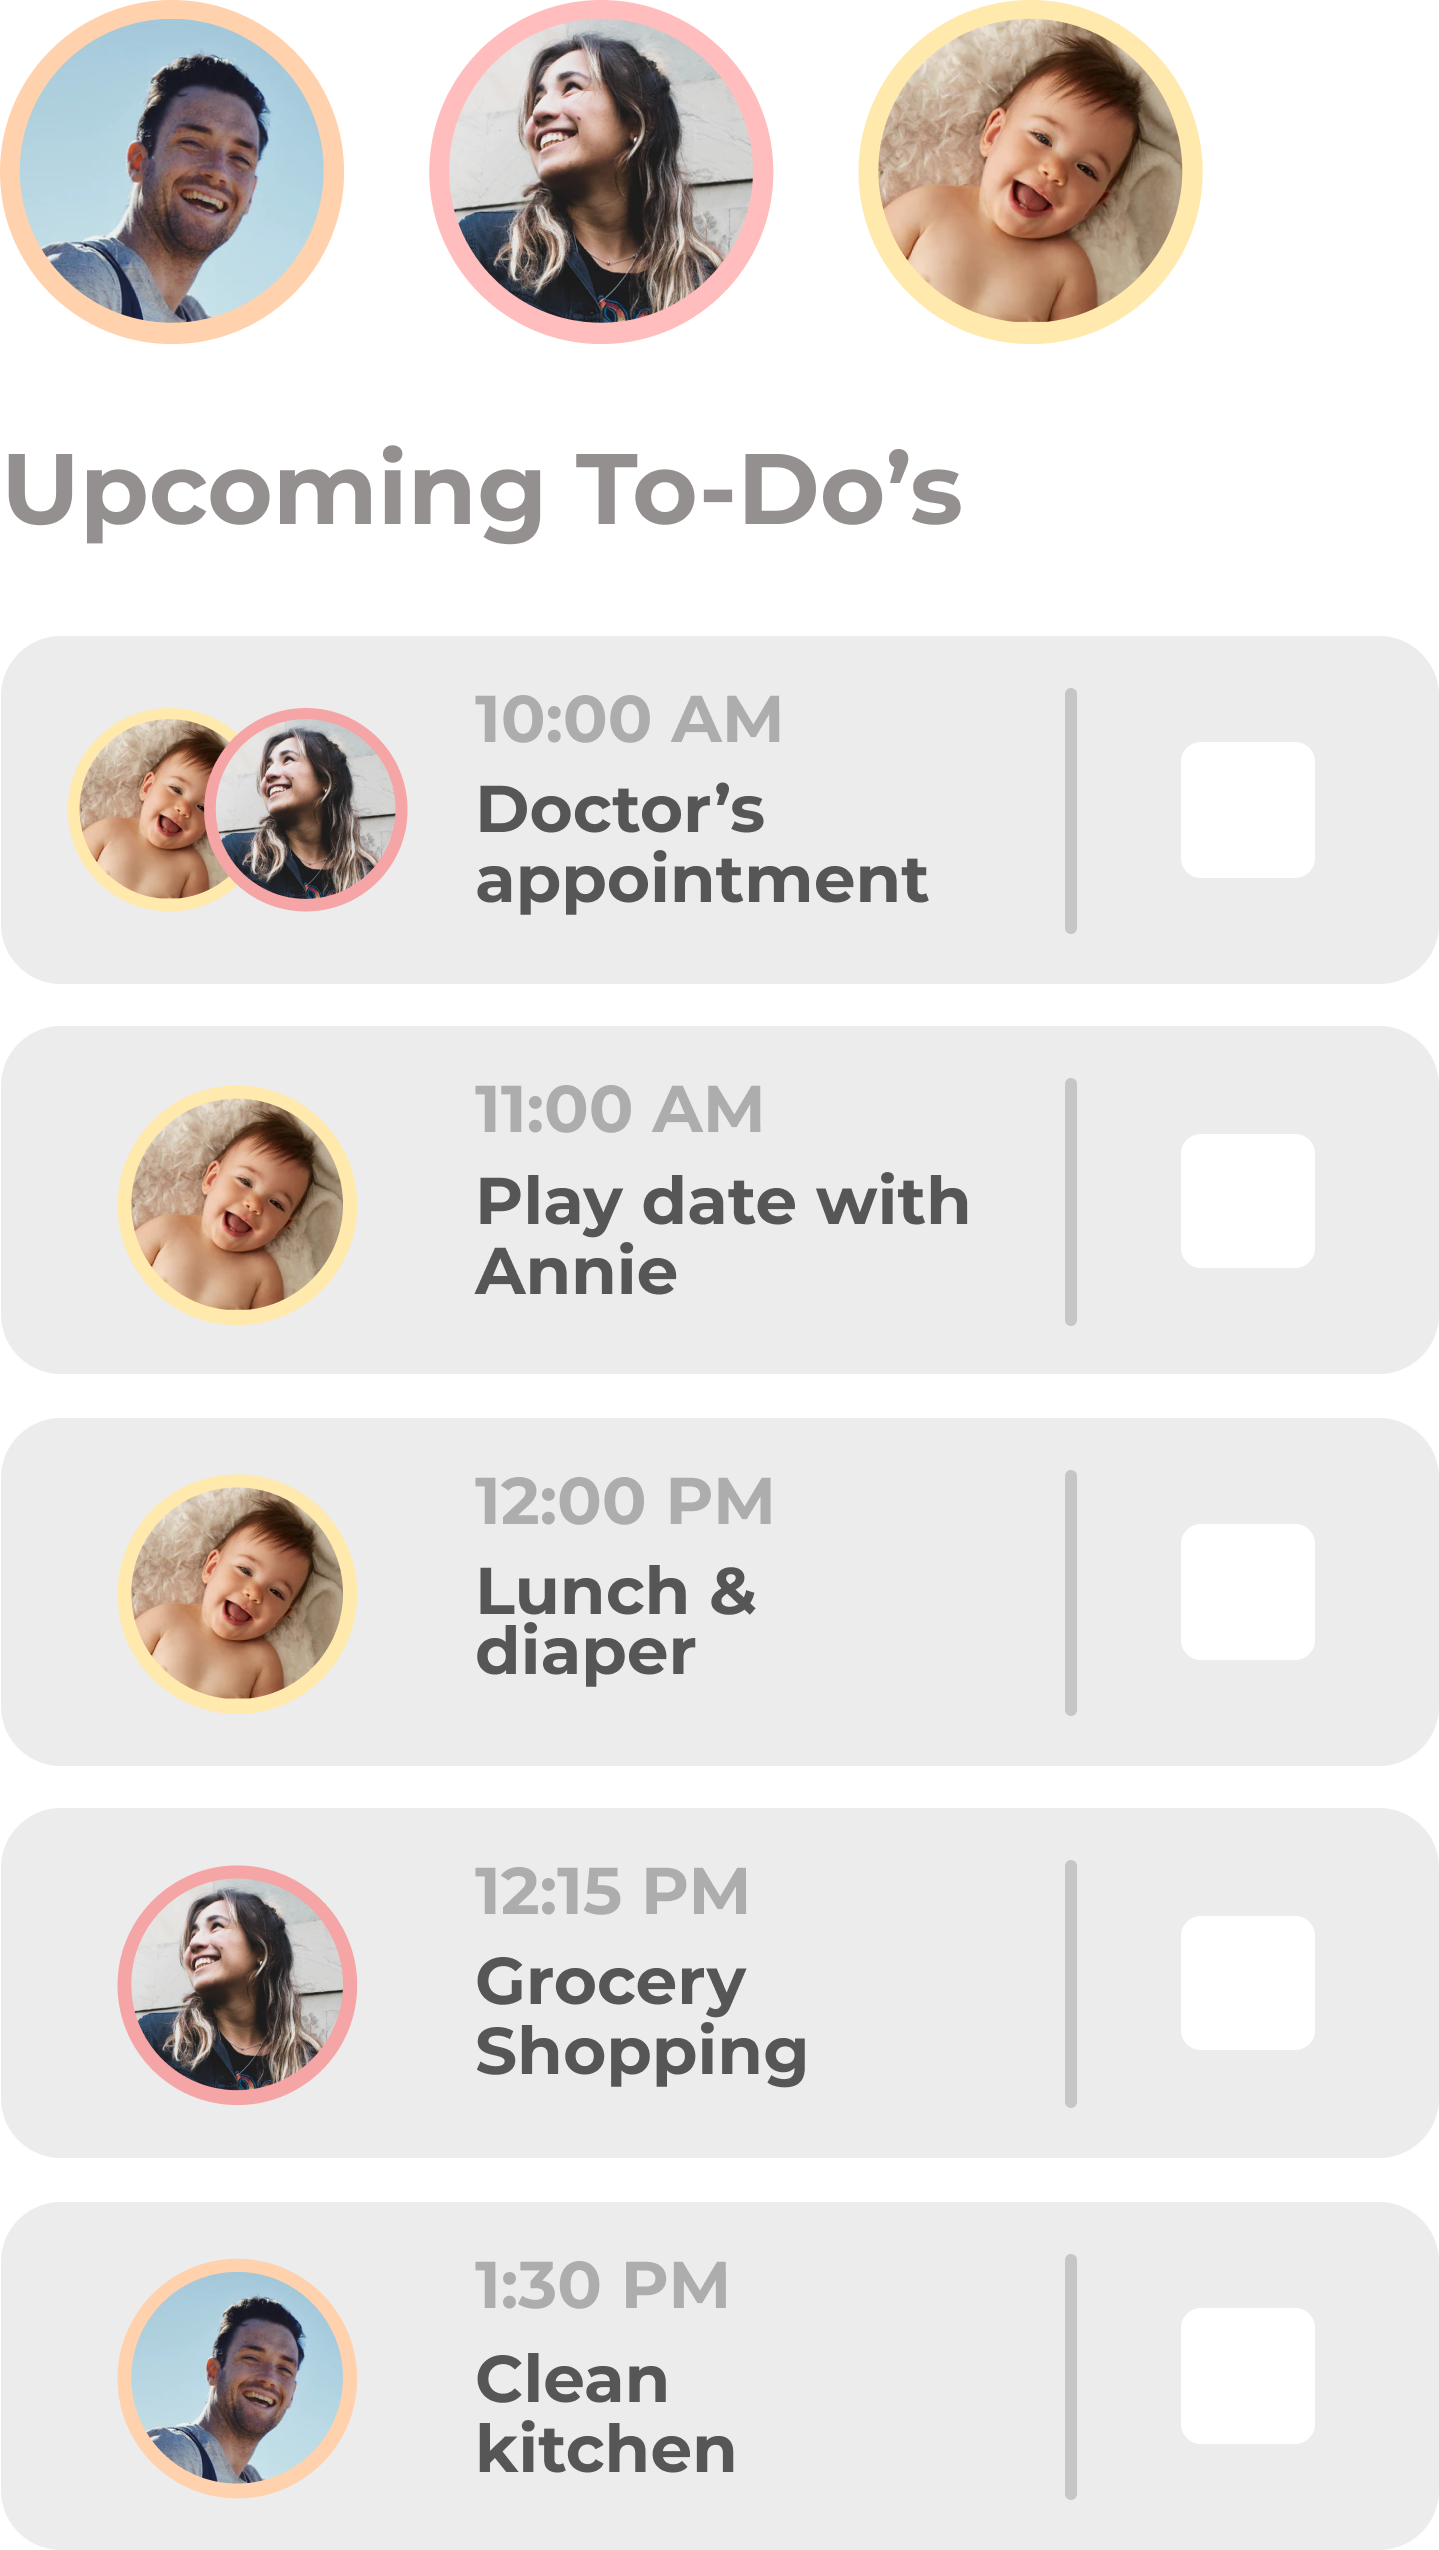 Upcoming To-Do’s
10:00 AM
Doctor’s
appointment
11:00 AM
Play date with
Annie
12:00 PM
Lunch &
diaper
12:15 PM
Grocery
Shopping
1:30 PM
Clean
kitchen